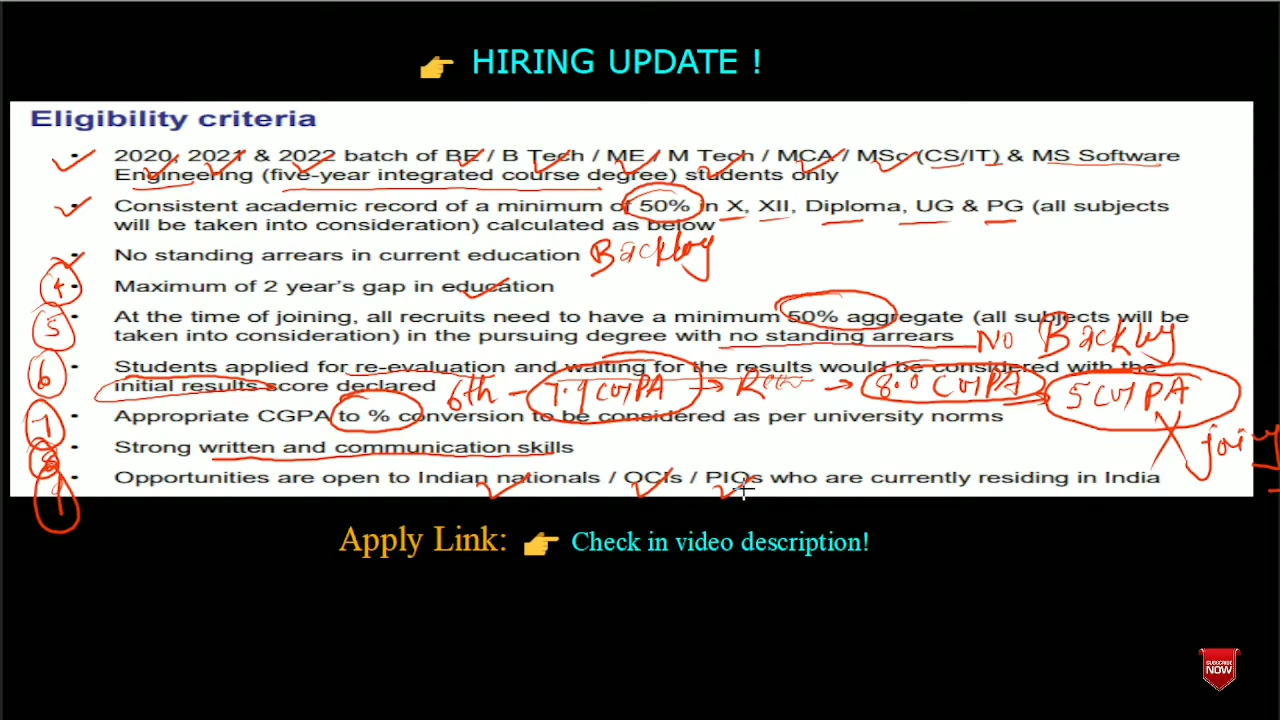 👉 HIRING UPDATE !
Eligibility criteria
• 2020, 2021 & 2022 batch of BE / B Tech / ME / M Tech / MCA / MSc (CS/IT) & MS Software
Engineering (five-year integrated course degree) students only
• Consistent academic record of a minimum of 50% in X, XII, Diploma, UG & PG (all subjects
will be taken into consideration) calculated as below
• No standing arrears in current education Backlog
4 • Maximum of 2 year's gap in education
5 • At the time of joining, all recruits need to have a minimum 50% aggregate (all subjects will be
taken into consideration) in the pursuing degree with no standing arrears No Backlog
6 • Students applied for re-evaluation and waiting for the results would be considered with the
initial results score declared 6th - 7.9 CGPA → → 8.0 CGPA 5 CGPA
7 • Appropriate CGPA to % conversion to be considered as per university norms
8 • Strong written and communication skills joining
• Opportunities are open to Indian nationals / OCIs / PIOs who are currently residing in India
Apply Link: 👉 Check in video description!
SUBSCRIBE
NOW